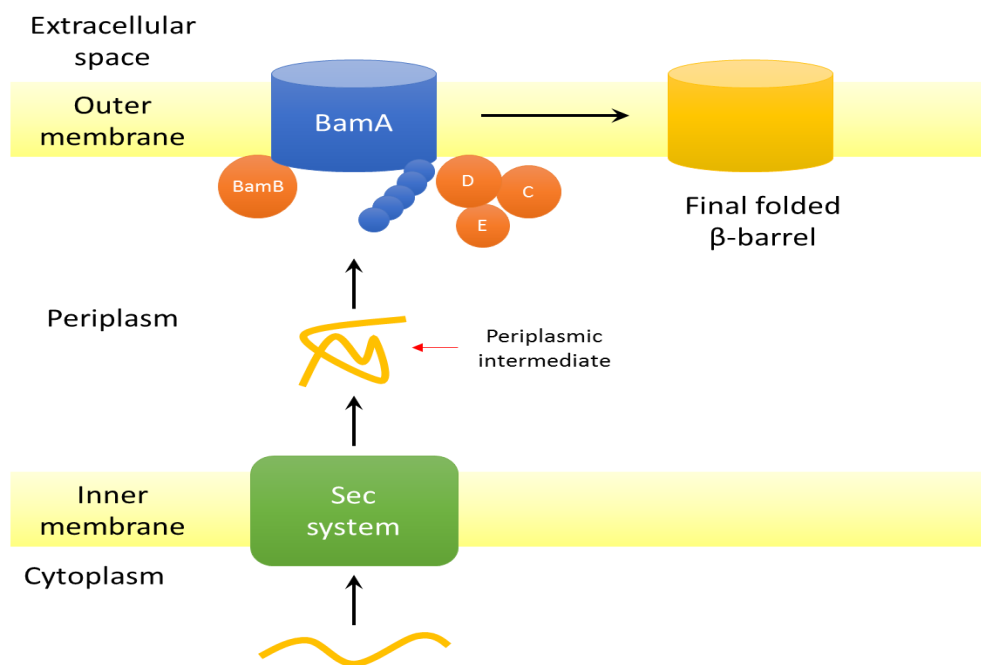 Extracellular
space
Outer
membrane
BamA
BamB
D
C
E
Final folded
β-barrel
Periplasm
Periplasmic
intermediate
Inner
membrane
Sec
system
Cytoplasm